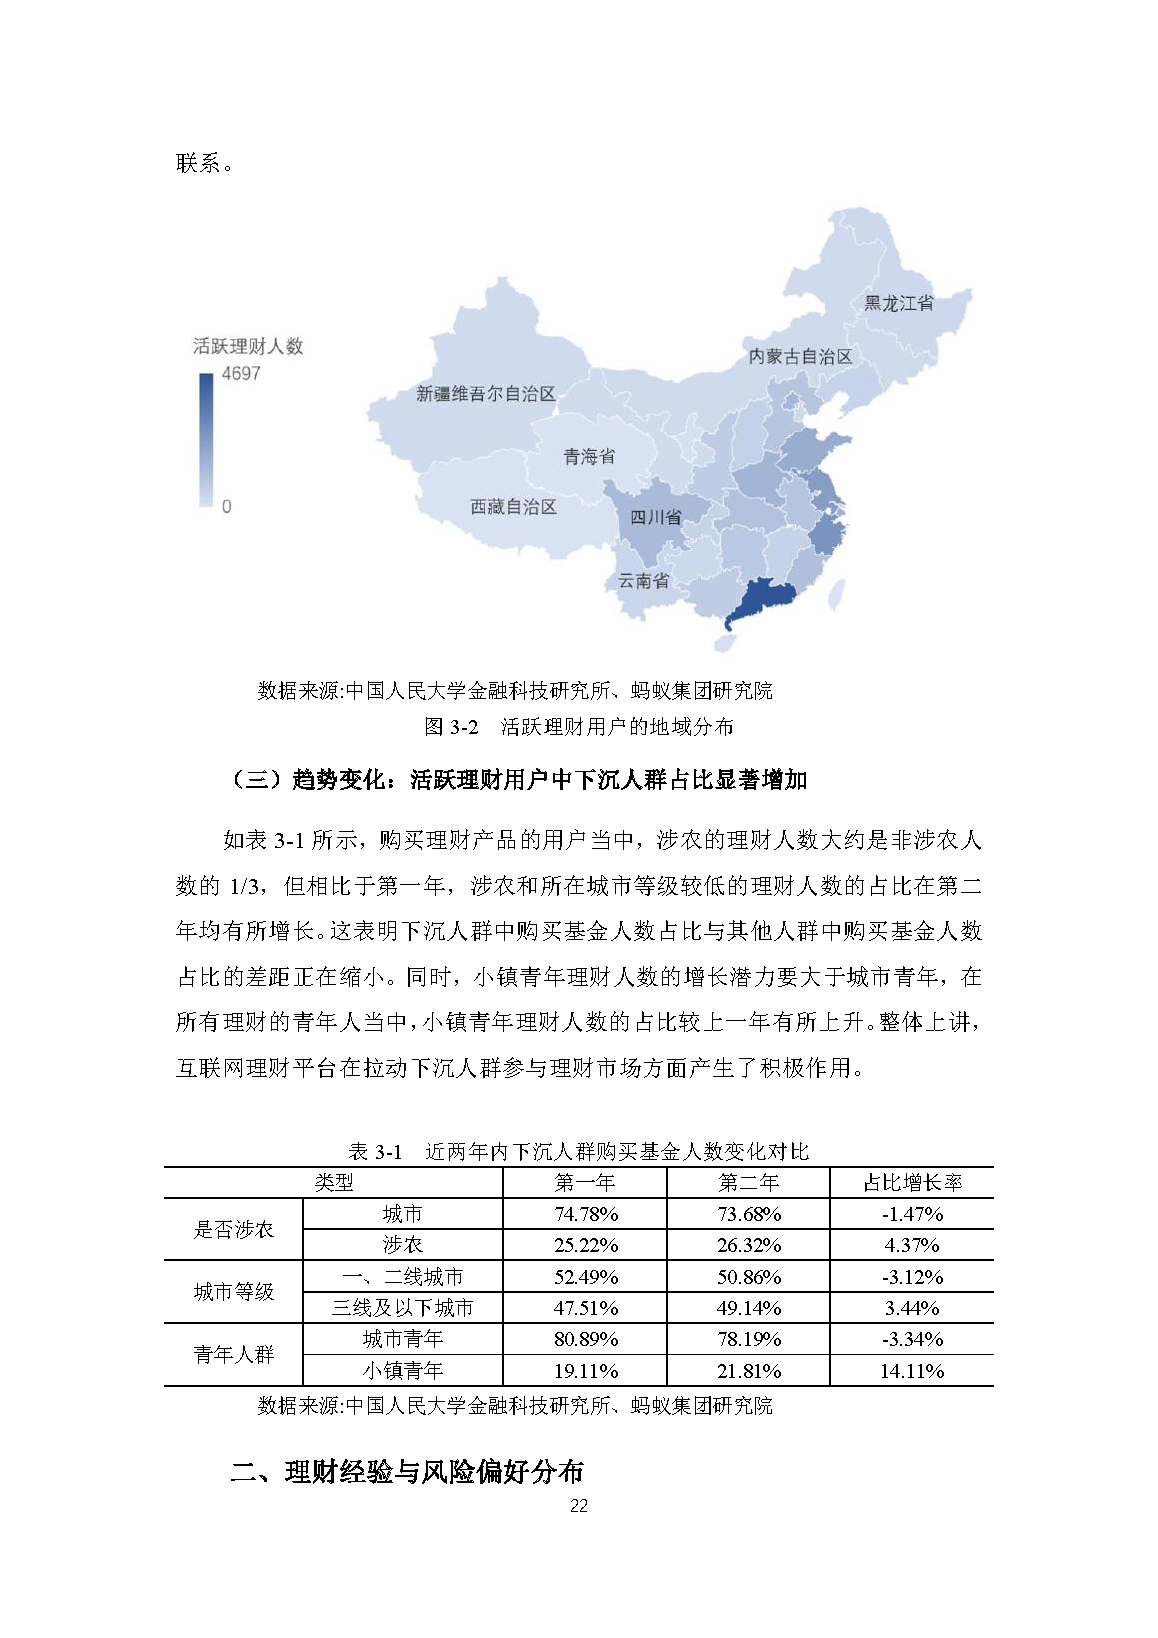 联系。
黑龙江省
活跃理财人数
内蒙古自治区
4697
新疆维吾尔自治区
青海省
0
西藏自治区
四川省
云南省
数据来源:中国人民大学金融科技研究所、蚂蚁集团研究院
图 3-2 活跃理财用户的地域分布
（三）趋势变化：活跃理财用户中下沉人群占比显著增加
如表 3-1 所示，购买理财产品的用户当中，涉农的理财人数大约是非涉农人
数的 1/3，但相比于第一年，涉农和所在城市等级较低的理财人数的占比在第二
年均有所增长。这表明下沉人群中购买基金人数占比与其他人群中购买基金人数
占比的差距正在缩小。同时，小镇青年理财人数的增长潜力要大于城市青年，在
所有理财的青年人当中，小镇青年理财人数的占比较上一年有所上升。整体上讲，
互联网理财平台在拉动下沉人群参与理财市场方面产生了积极作用。
表 3-1 近两年内下沉人群购买基金人数变化对比
类型 第一年 第二年 占比增长率
是否涉农 城市 74.78% 73.68% -1.47%
涉农 25.22% 26.32% 4.37%
城市等级 一、二线城市 52.49% 50.86% -3.12%
三线及以下城市 47.51% 49.14% 3.44%
青年人群 城市青年 80.89% 78.19% -3.34%
小镇青年 19.11% 21.81% 14.11%
数据来源:中国人民大学金融科技研究所、蚂蚁集团研究院
二、理财经验与风险偏好分布
22